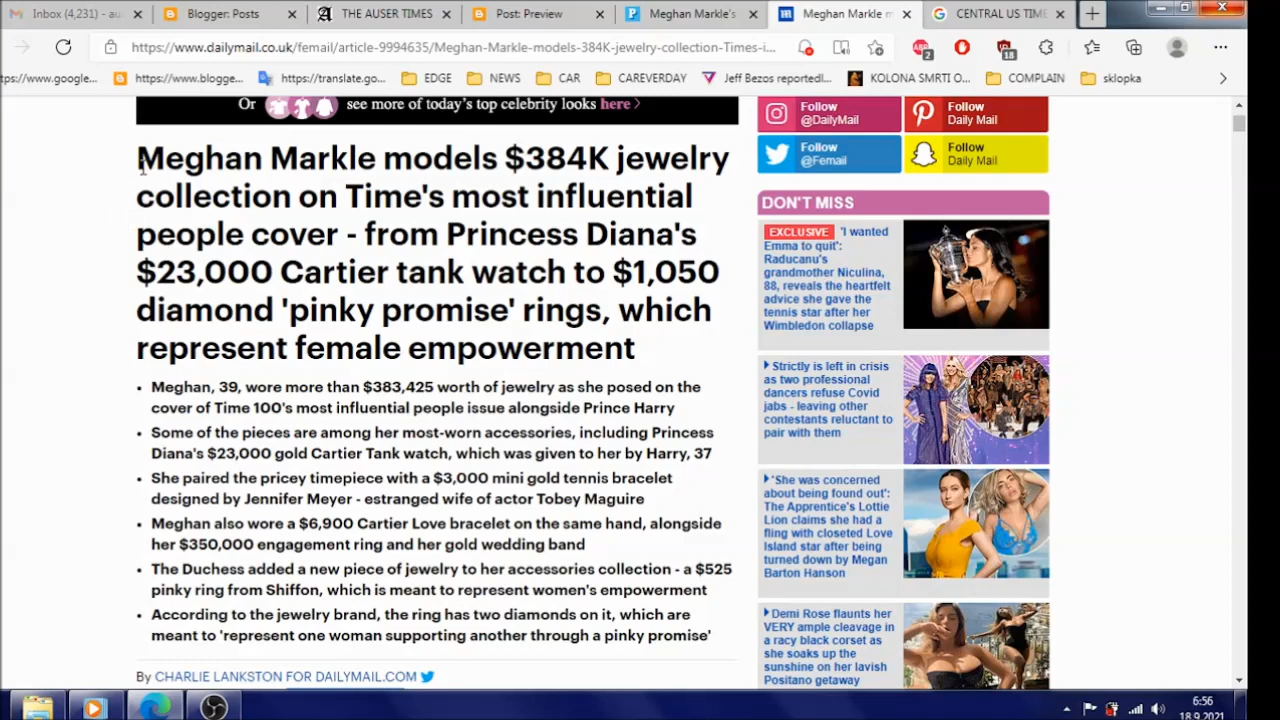 Inbox (4,231) - au
Blogger: Posts
THE AUSER TIMES
Post: Preview
Meghan Markle's
Meghan Markle m
CENTRAL US TIME
https://www.dailymail.co.uk/femail/article-9994635/Meghan-Markle-models-384K-jewelry-collection-Times-i...
ABP
2
18
tps://www.google...
https://www.blogge...
https://translate.go...
EDGE
NEWS
CAR
CAREVERDAY
Jeff Bezos reportedl...
KOLONA SMRTI O...
COMPLAIN
sklopka
Or see more of today's top celebrity looks here >
Meghan Markle models $384K jewelry
collection on Time's most influential
people cover - from Princess Diana's
$23,000 Cartier tank watch to $1,050
diamond 'pinky promise' rings, which
represent female empowerment
• Meghan, 39, wore more than $383,425 worth of jewelry as she posed on the
cover of Time 100's most influential people issue alongside Prince Harry
• Some of the pieces are among her most-worn accessories, including Princess
Diana's $23,000 gold Cartier Tank watch, which was given to her by Harry, 37
• She paired the pricey timepiece with a $3,000 mini gold tennis bracelet
designed by Jennifer Meyer - estranged wife of actor Tobey Maguire
• Meghan also wore a $6,900 Cartier Love bracelet on the same hand, alongside
her $350,000 engagement ring and her gold wedding band
• The Duchess added a new piece of jewelry to her accessories collection - a $525
pinky ring from Shiffon, which is meant to represent women's empowerment
• According to the jewelry brand, the ring has two diamonds on it, which are
meant to 'represent one woman supporting another through a pinky promise'
By CHARLIE LANKSTON FOR DAILYMAIL.COM
Follow
@DailyMail
Follow
Daily Mail
Follow
@Femail
Follow
Daily Mail
DON'T MISS
EXCLUSIVE 'I wanted
Emma to quit':
Raducanu's
grandmother Niculina,
88, reveals the heartfelt
advice she gave the
tennis star after her
Wimbledon collapse
Strictly is left in crisis
as two professional
dancers refuse Covid
jabs - leaving other
contestants reluctant to
pair with them
'She was concerned
about being found out':
The Apprentice's Lottie
Lion claims she had a
fling with closeted Love
Island star after being
turned down by Megan
Barton Hanson
Demi Rose flaunts her
VERY ample cleavage in
a racy black corset as
she soaks up the
sunshine on her lavish
Positano getaway
6:56
18.9.2021